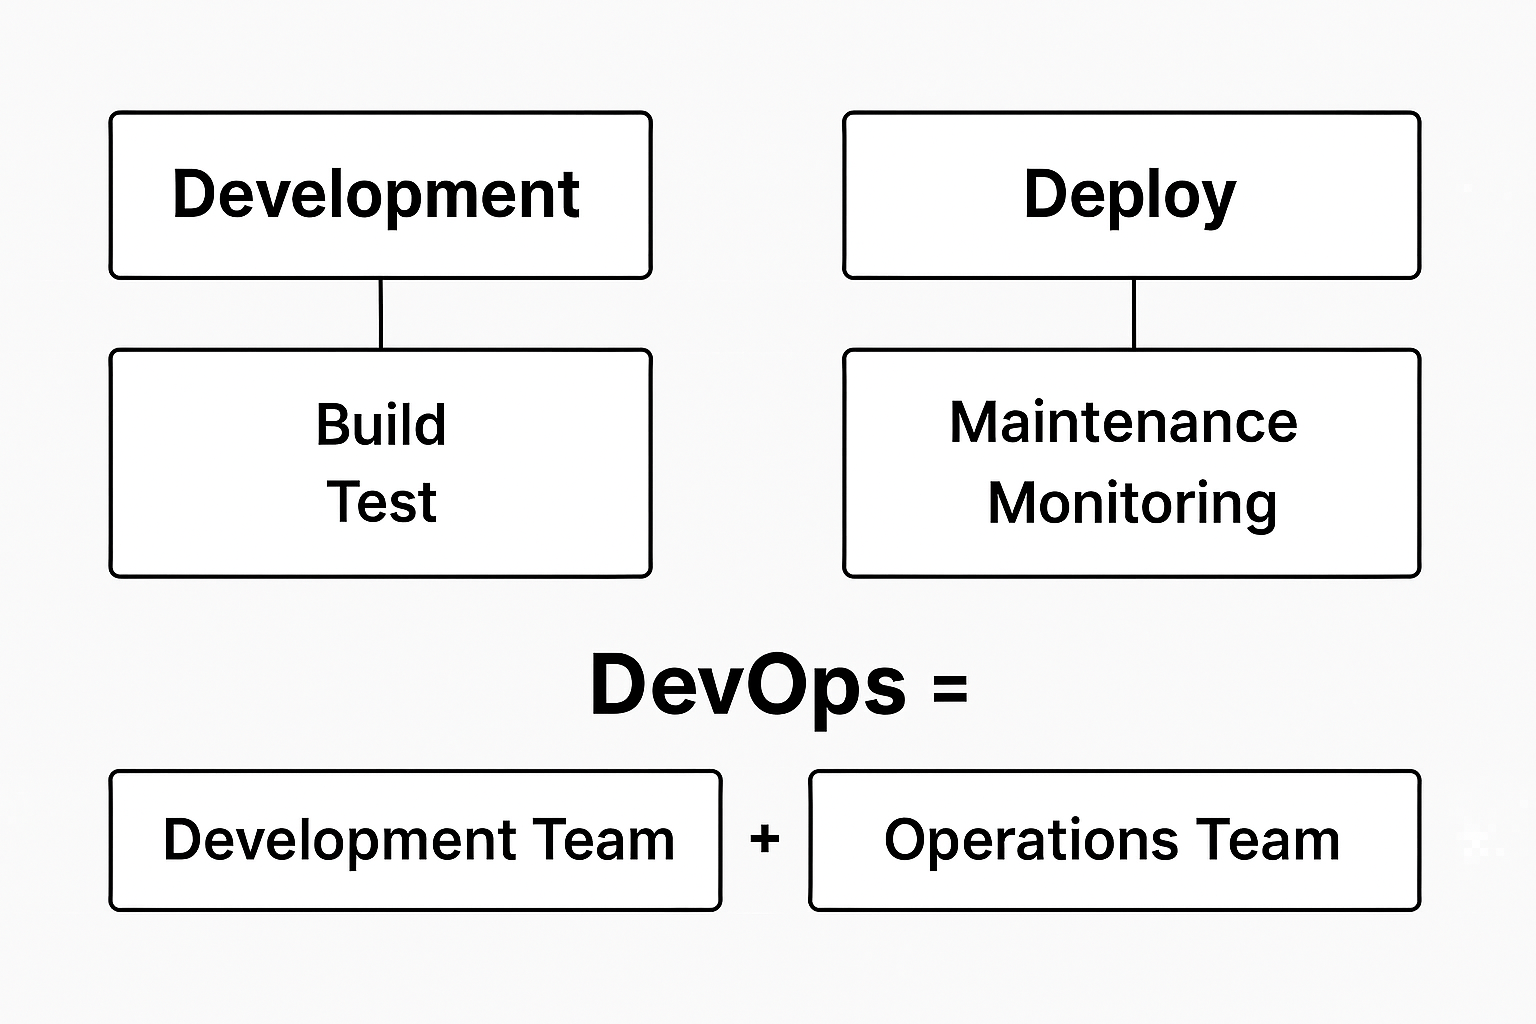 Development
Deploy
Build
Test
Maintenance
Monitoring
DevOps =
Development Team + Operations Team